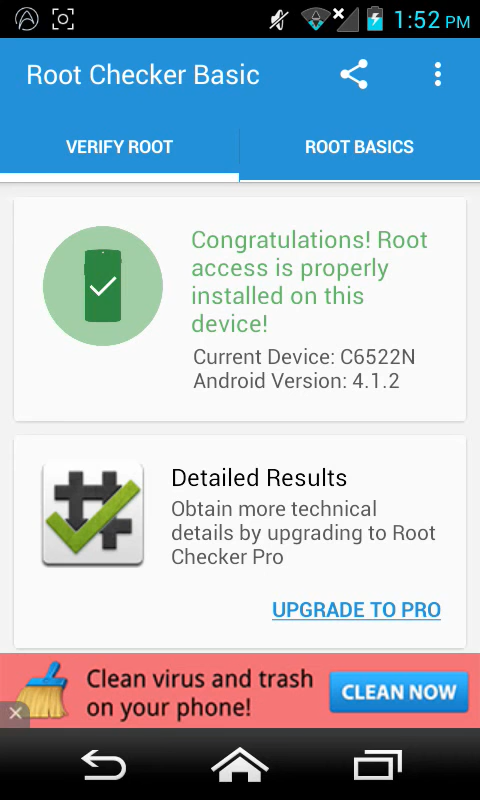 1:52 PM
Root Checker Basic
VERIFY ROOT
ROOT BASICS
Congratulations! Root
access is properly
installed on this
device!
Current Device: C6522N
Android Version: 4.1.2
Detailed Results
Obtain more technical
details by upgrading to Root
Checker Pro
UPGRADE TO PRO
Clean virus and trash
on your phone!
CLEAN NOW